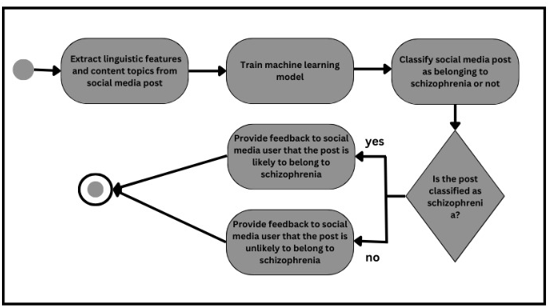 Extract linguistic features
and content topics from
social media post
Train machine learning
model
Classify social media post
as belonging to
schizophrenia or not
Is the post
classified as
schizophreni
a?
yes
Provide feedback to social
media user that the post is
likely to belong to
schizophrenia
no
Provide feedback to social
media user that the post is
unlikely to belong to
schizophrenia